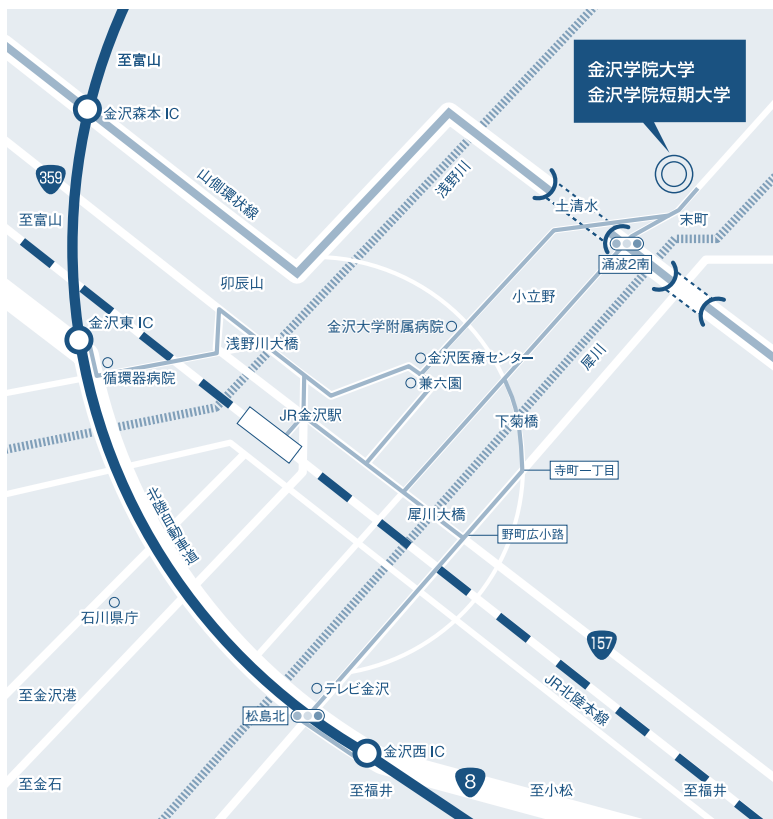 至富山
金沢学院大学
金沢学院短期大学
金沢森本 IC
359
山側環状線
浅野川
土清水
至富山
末町
涌波2南
卯辰山
小立野
金沢東 IC
金沢大学附属病院
浅野川大橋
金沢医療センター
犀川
循環器病院
兼六園
JR金沢駅
下菊橋
寺町一丁目
北陸自動車道
犀川大橋
野町広小路
石川県庁
157
至金沢港
テレビ金沢
JR北陸本線
松島北
金沢西 IC
至金石
至福井
8
至小松
至福井